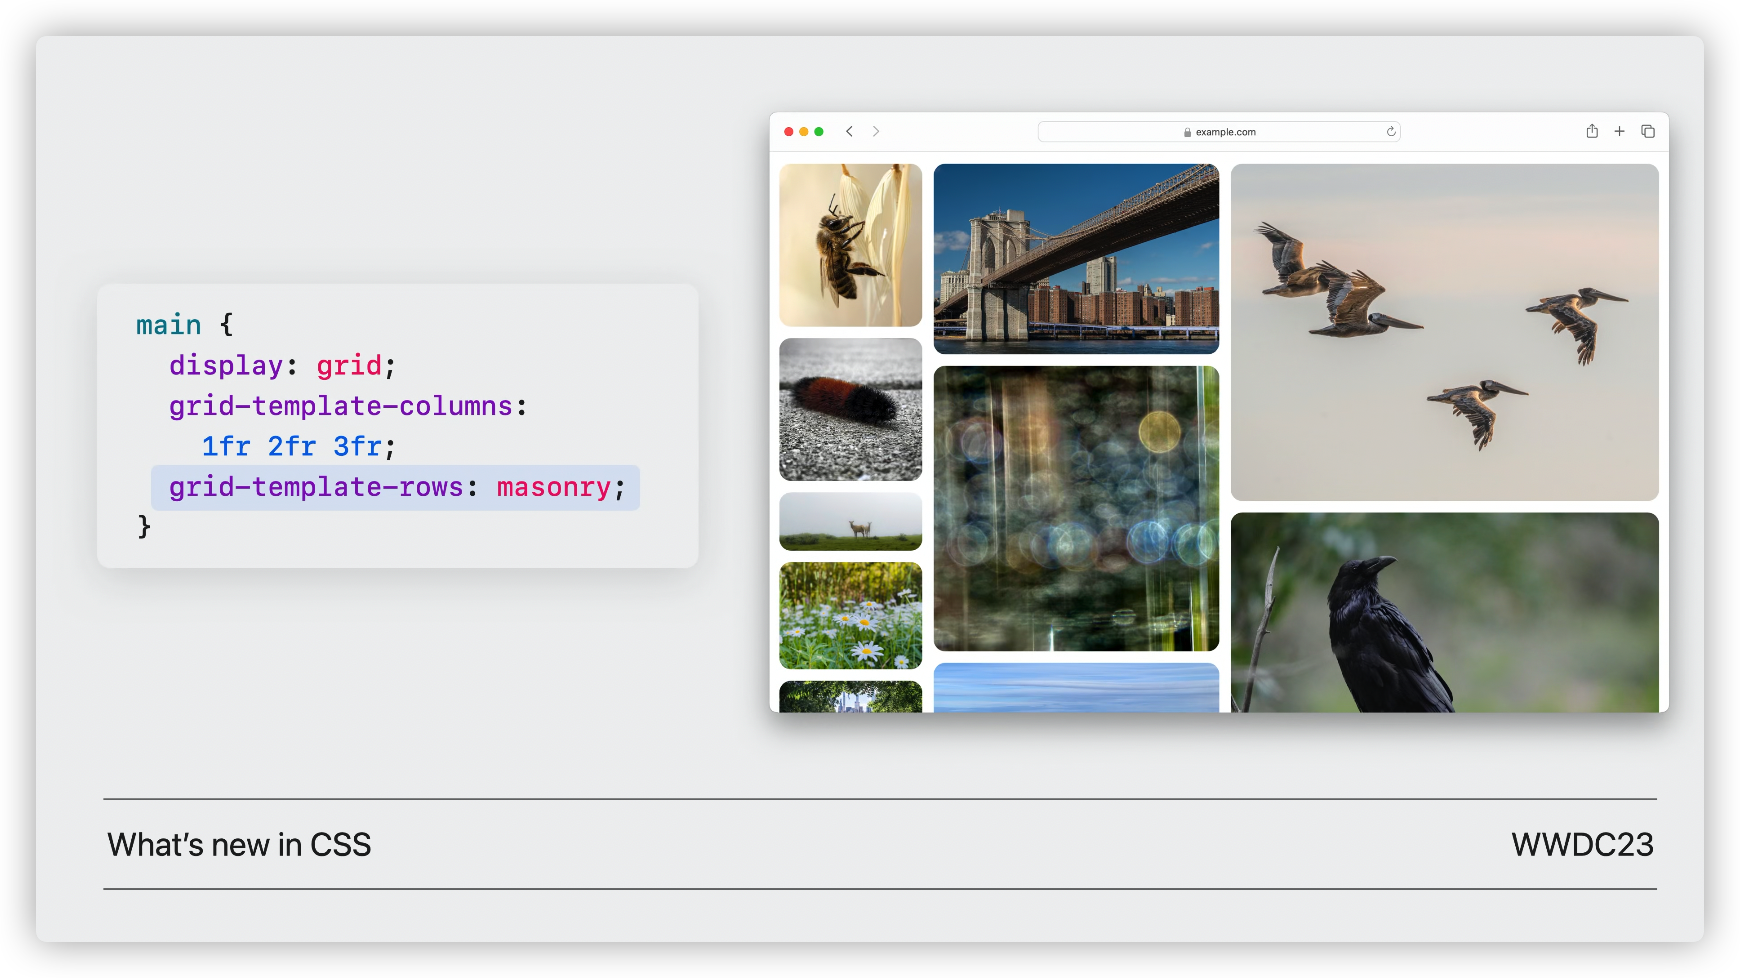 main {
display: grid;
grid-template-columns:
1fr 2fr 3fr;
grid-template-rows: masonry;
}
example.com
What’s new in CSS
WWDC23